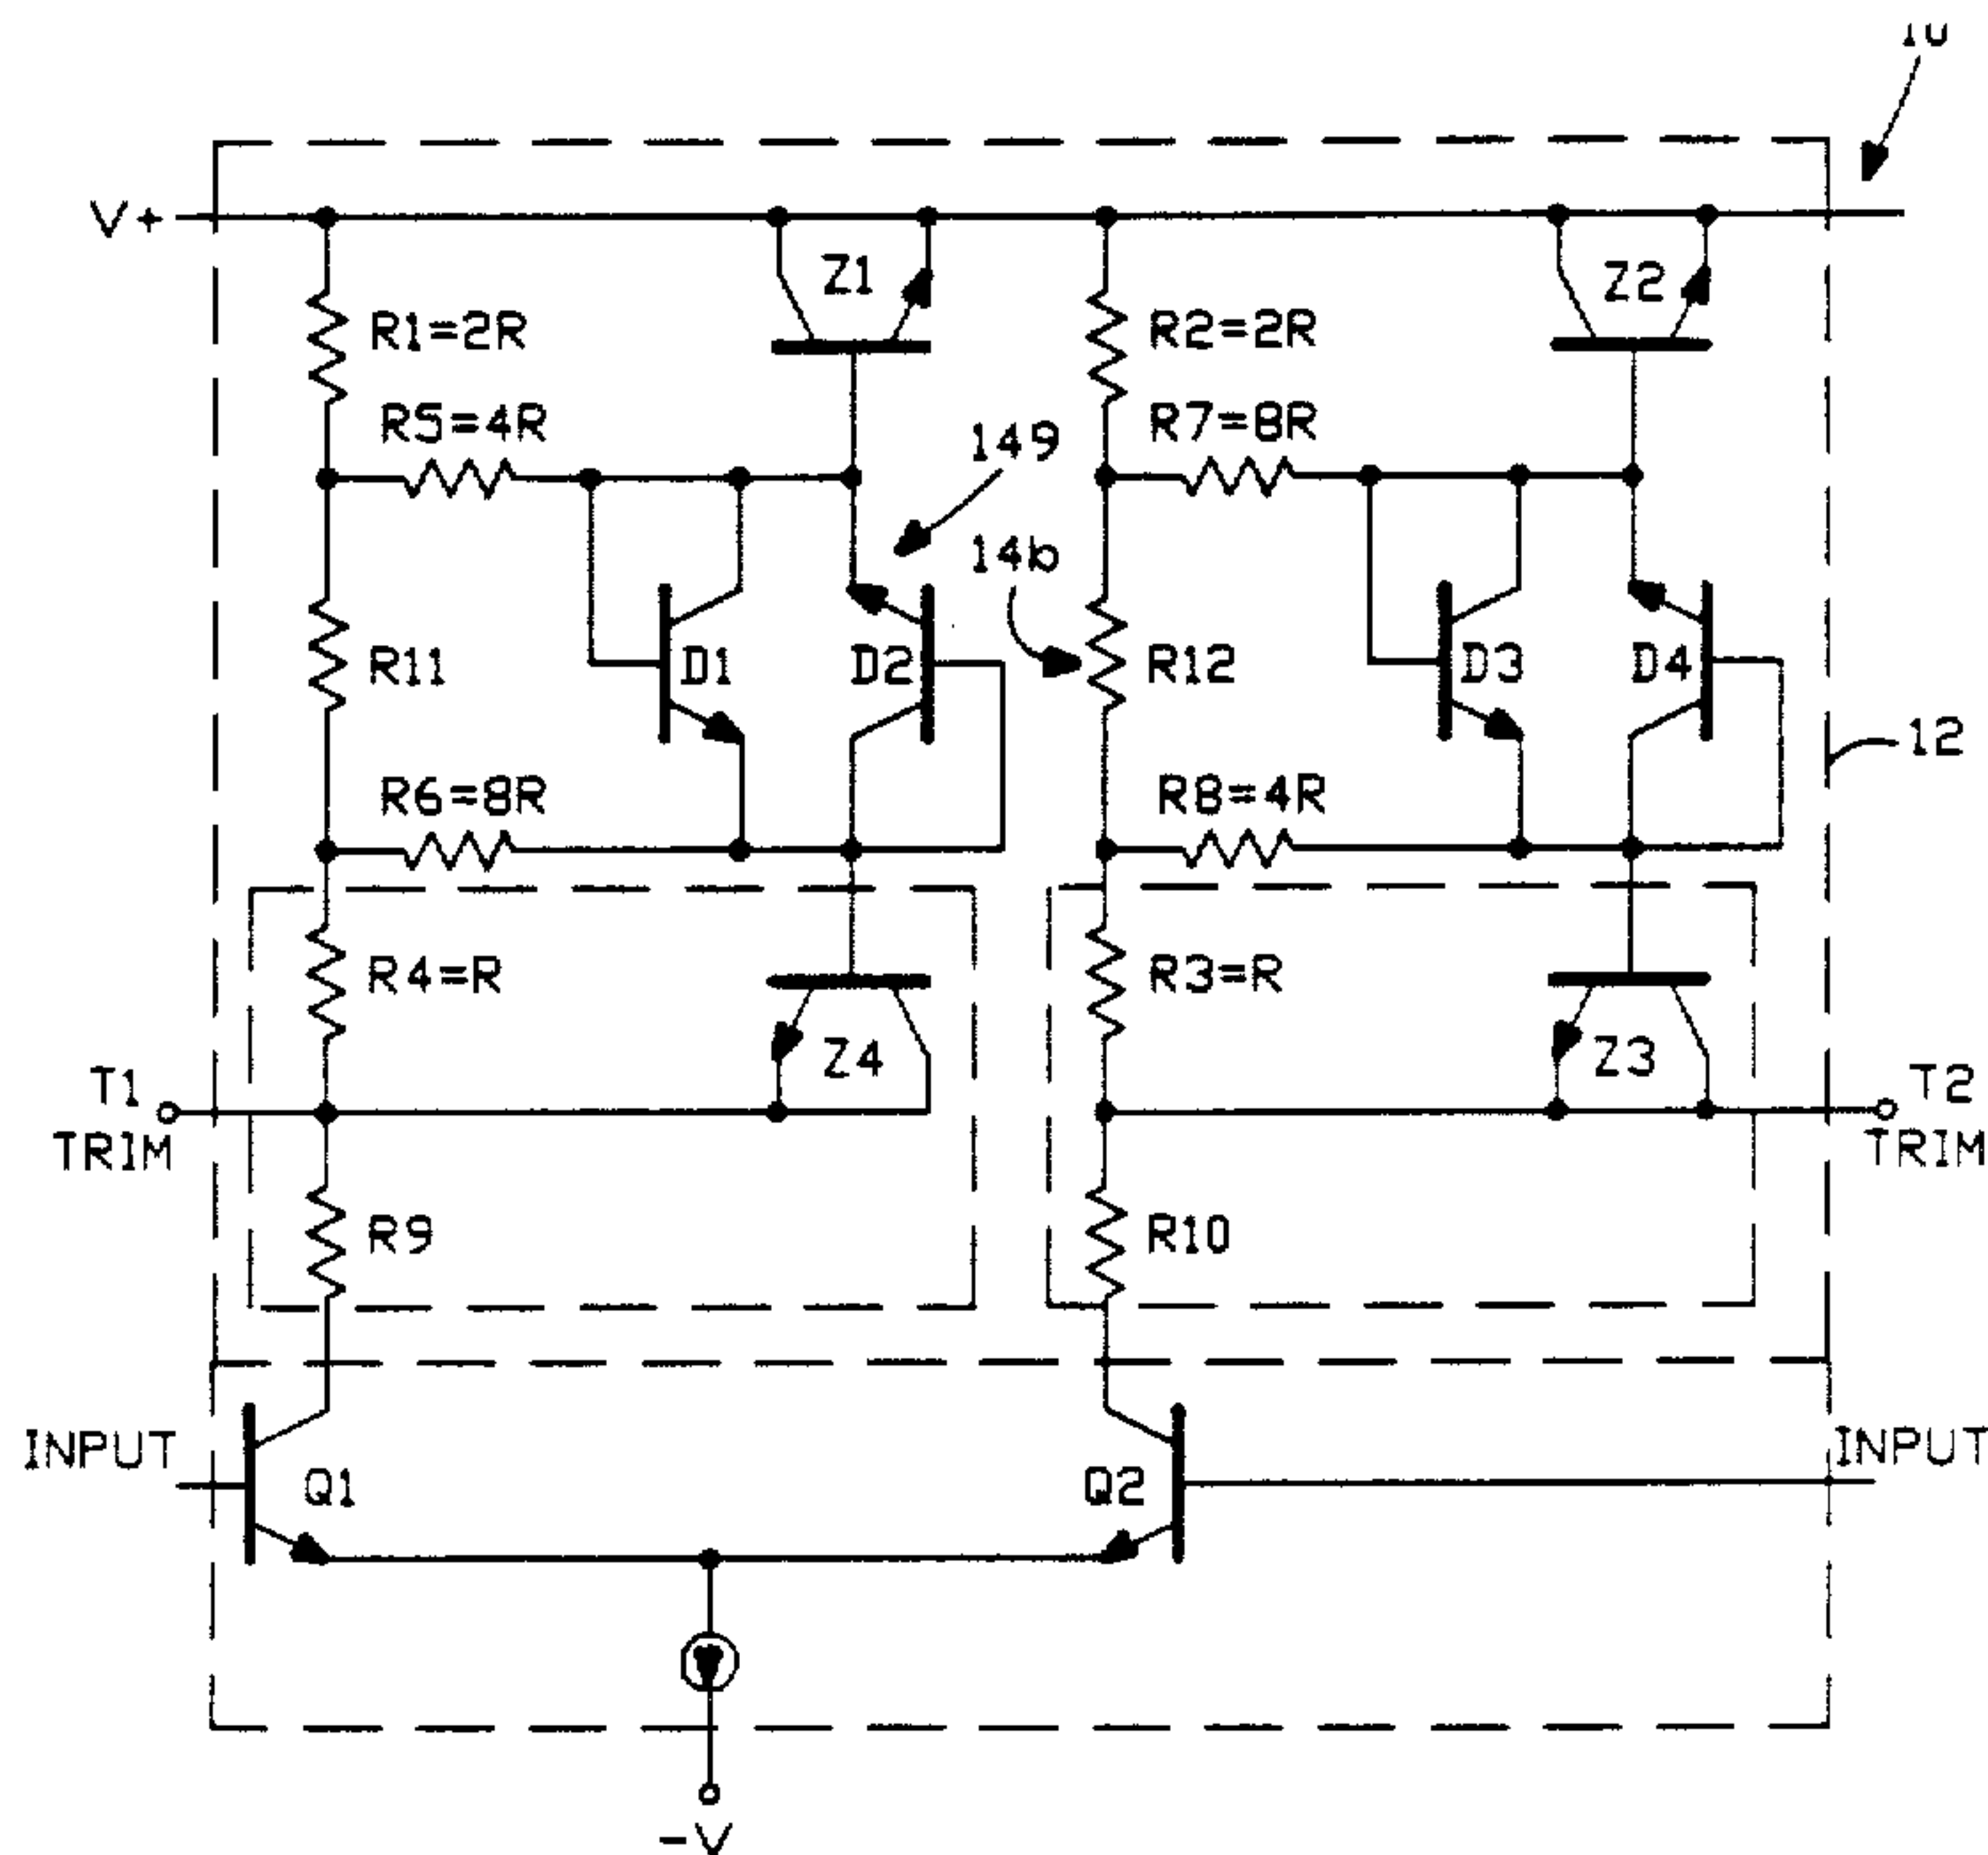 10
V+
Z1
Z2
R1=2R
R2=2R
R5=4R
R7=8R
149
14b
R11
D1
D2
R12
D3
D4
12
R6=8R
R8=4R
R4=R
R3=R
Z4
Z3
T1
TRIM
T2
TRIM
R9
R10
INPUT
Q1
Q2
INPUT
-V